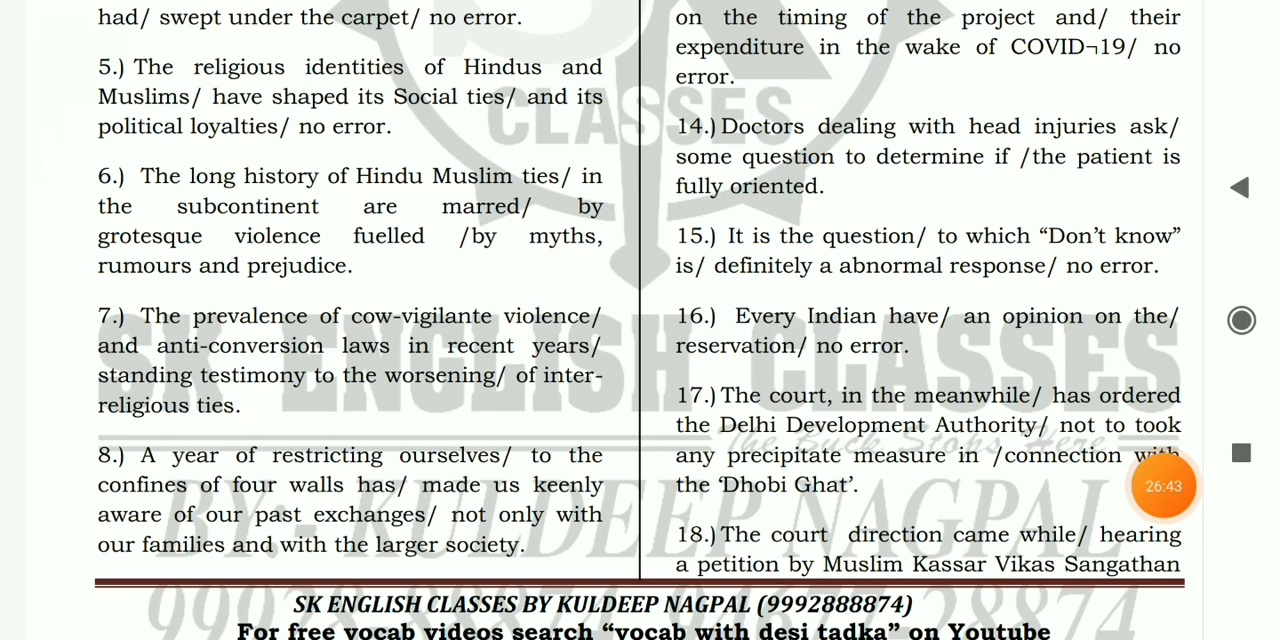 had/ swept under the carpet/ no error.
5.) The religious identities of Hindus and
Muslims/ have shaped its Social ties/ and its
political loyalties/ no error.
6.) The long history of Hindu Muslim ties/ in
the subcontinent are marred/ by
grotesque violence fuelled /by myths,
rumours and prejudice.
7.) The prevalence of cow-vigilante violence/
and anti-conversion laws in recent years/
standing testimony to the worsening/ of inter-
religious ties.
8.) A year of restricting ourselves/ to the
confines of four walls has/ made us keenly
aware of our past exchanges/ not only with
our families and with the larger society.
on the timing of the project and/ their
expenditure in the wake of COVID¬19/ no
error.
14.) Doctors dealing with head injuries ask/
some question to determine if /the patient is
fully oriented.
15.) It is the question/ to which “Don’t know”
is/ definitely a abnormal response/ no error.
16.) Every Indian have/ an opinion on the/
reservation/ no error.
17.) The court, in the meanwhile/ has ordered
the Delhi Development Authority/ not to took
any precipitate measure in /connection with
the ‘Dhobi Ghat’.
18.) The court direction came while/ hearing
a petition by Muslim Kassar Vikas Sangathan
CLASSES
SK ENGLISH CLASSES
The Buck Stops Here
BY:- KULDEEP NAGPAL
26:43
SK ENGLISH CLASSES BY KULDEEP NAGPAL (9992888874)
For free vocab videos search “vocab with desi tadka” on Youtube